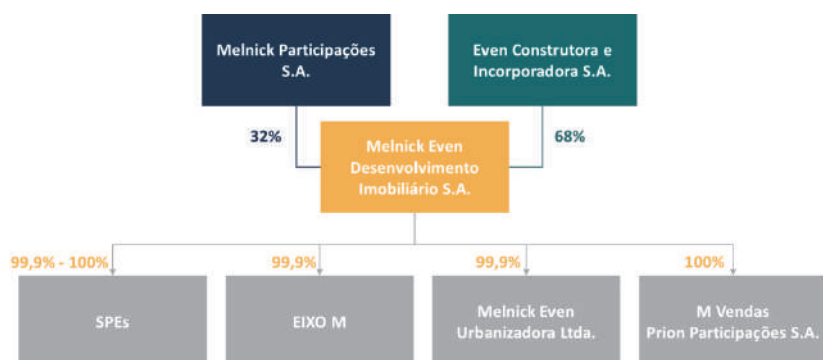 Melnick Participações
S.A.
Even Construtora e
Incorporadora S.A.
32%
68%
Melnick Even
Desenvolvimento
Imobiliário S.A.
99,9% - 100%
99,9%
99,9%
100%
SPEs
EIXO M
Melnick Even
Urbanizadora Ltda.
M Vendas
Prion Participações S.A.